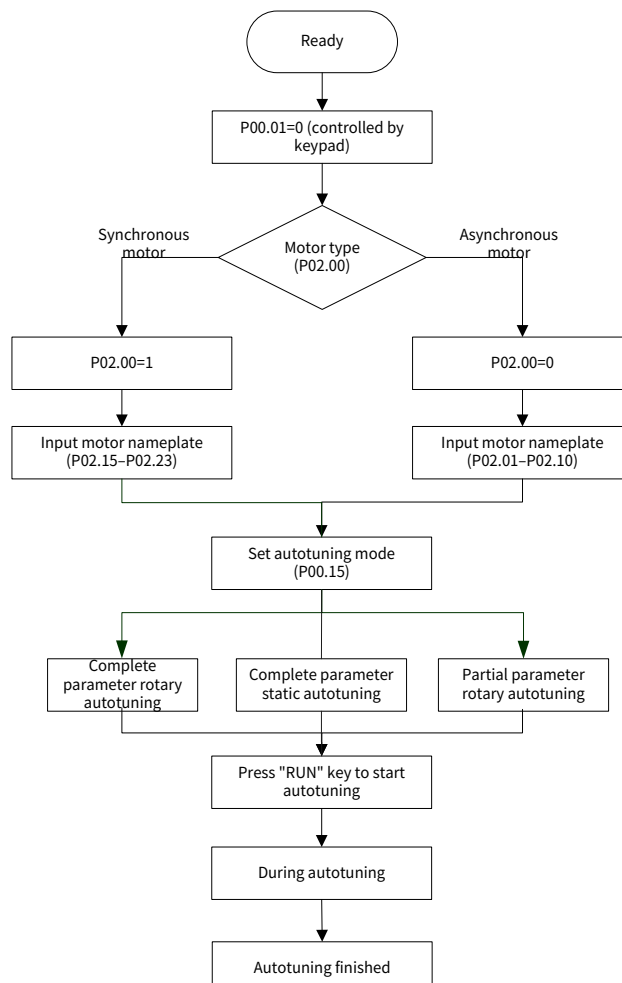 Ready
P00.01=0 (controlled by
keypad)
Synchronous
motor
Motor type
(P02.00)
Asynchronous
motor
P02.00=1
P02.00=0
Input motor nameplate
(P02.15–P02.23)
Input motor nameplate
(P02.01–P02.10)
Set autotuning mode
(P00.15)
Complete
parameter rotary
autotuning
Complete parameter
static autotuning
Partial parameter
rotary autotuning
Press "RUN" key to start
autotuning
During autotuning
Autotuning finished